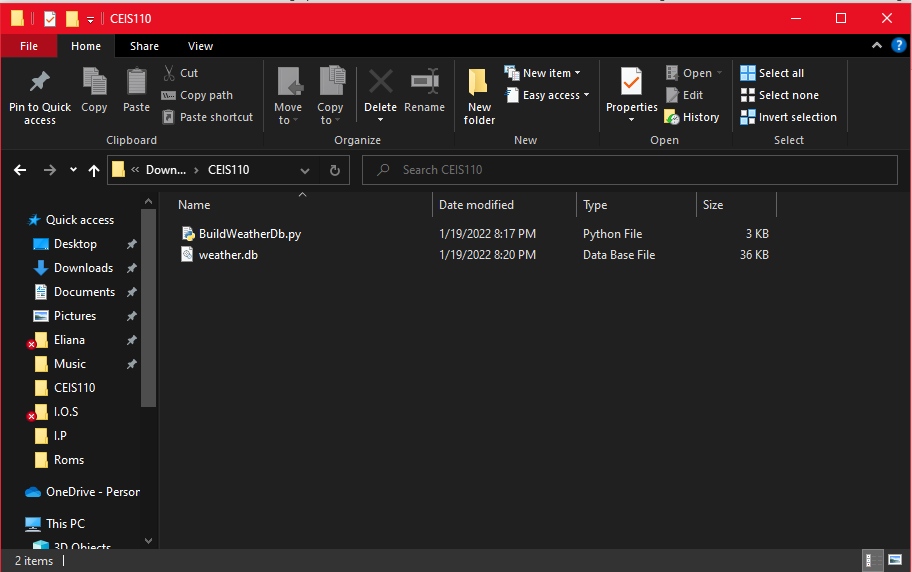 CEIS110
File Home Share View
Pin to Quick access
Copy
Paste
Cut
Copy path
Paste shortcut
Clipboard
Move to
Copy to
Delete
Rename
Organize
New folder
New item
Easy access
New
Properties
Open
Edit
History
Open
Select all
Select none
Invert selection
Select
« Down... › CEIS110
Search CEIS110
Name Date modified Type Size
BuildWeatherDb.py 1/19/2022 8:17 PM Python File 3 KB
weather.db 1/19/2022 8:20 PM Data Base File 36 KB
Quick access
Desktop
Downloads
Documents
Pictures
Eliana
Music
CEIS110
I.O.S
I.P
Roms
OneDrive - Person
This PC
3D Objects
2 items